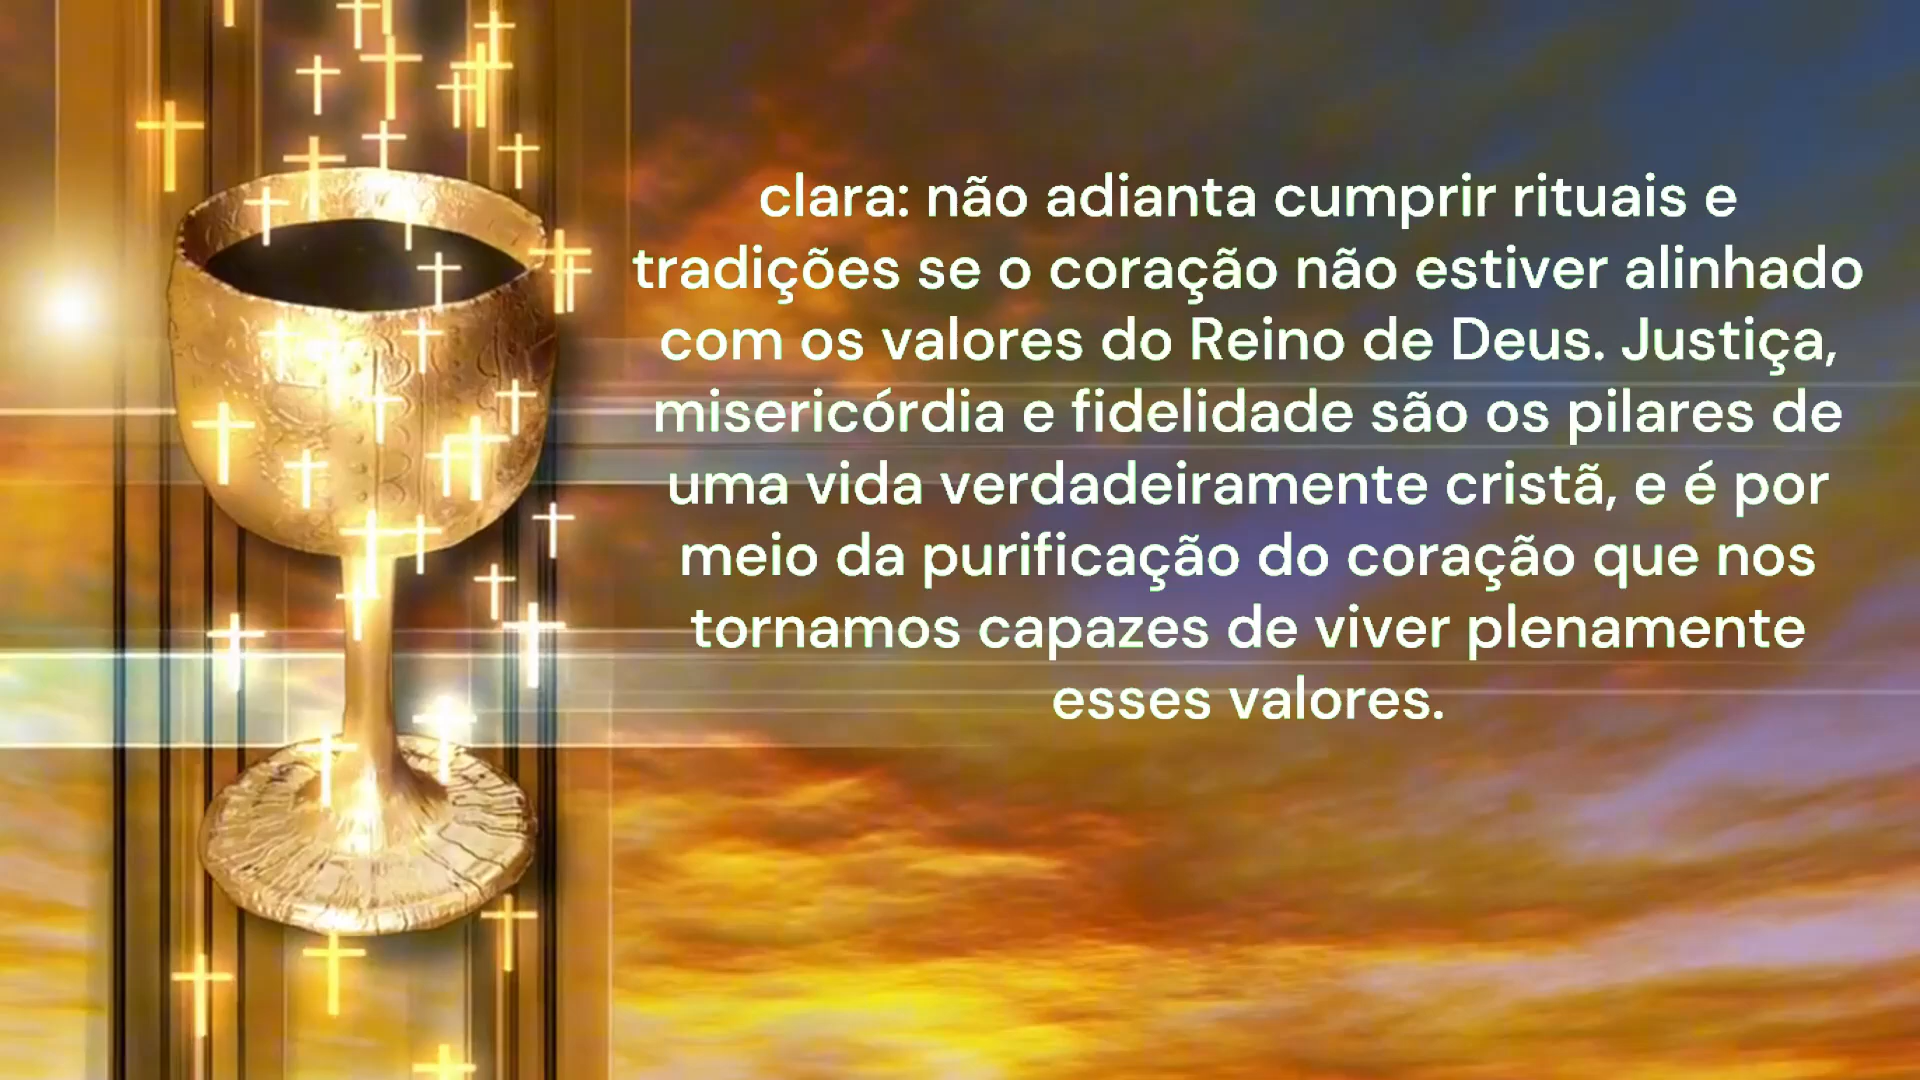 clara: não adianta cumprir rituais e
tradições se o coração não estiver alinhado
com os valores do Reino de Deus. Justiça,
misericórdia e fidelidade são os pilares de
uma vida verdadeiramente cristã, e é por
meio da purificação do coração que nos
tornamos capazes de viver plenamente
esses valores.